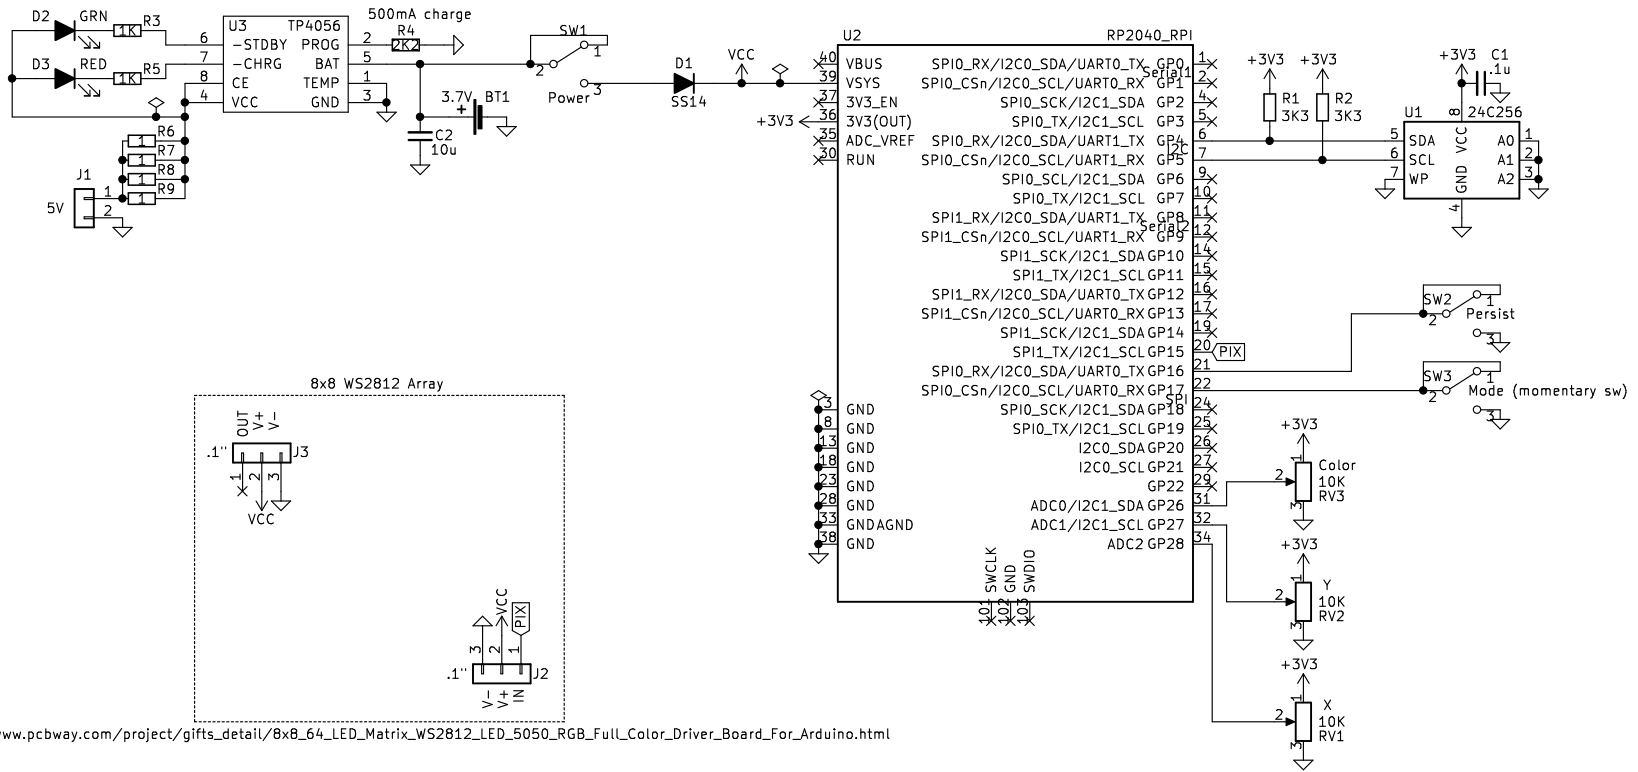 D2 GRN R3
1K
D3 RED R5
1K
U3 TP4056
6 -STDBY PROG 2
7 -CHRG BAT 5
8 CE TEMP 1
4 VCC GND 3
500mA charge
R4
2K2
SW1
1
2
3
Power
3.7V BT1
+
C2
10u
R6
1
R7
1
R8
1
R9
1
J1
5V
1
2
D1
SS14
VCC
+3V3
U2 RP2040_RPI
40 VBUS
39 VSYS
37 3V3_EN
36 3V3(OUT)
35 ADC_VREF
30 RUN
3 GND
8 GND
13 GND
18 GND
23 GND
28 GND
33 GNDAGND
38 GND
SPI0_RX/I2C0_SDA/UART0_TX GP0 1
Serial1
SPI0_CSn/I2C0_SCL/UART0_RX GP1 2
SPI0_SCK/I2C1_SDA GP2 4
SPI0_TX/I2C1_SCL GP3 5
SPI0_RX/I2C0_SDA/UART1_TX GP4 6
I2C
SPI0_CSn/I2C0_SCL/UART1_RX GP5 7
SPI0_SCL/I2C1_SDA GP6 9
SPI0_TX/I2C1_SCL GP7 10
SPI1_RX/I2C0_SDA/UART1_TX GP8 11
Serial2
SPI1_CSn/I2C0_SCL/UART1_RX GP9 12
SPI1_SCK/I2C1_SDA GP10 14
SPI1_TX/I2C1_SCL GP11 15
SPI1_RX/I2C0_SDA/UART0_TX GP12 16
SPI1_CSn/I2C0_SCL/UART0_RX GP13 17
SPI1_SCK/I2C1_SDA GP14 19
SPI1_TX/I2C1_SCL GP15 20
PIX
SPI0_RX/I2C0_SDA/UART0_TX GP16 21
SPI0_CSn/I2C0_SCL/UART0_RX GP17 22
SPI
SPI0_SCK/I2C1_SDA GP18 24
SPI0_TX/I2C1_SCL GP19 25
I2C0_SDA GP20 26
I2C0_SCL GP21 27
GP22 29
ADC0/I2C1_SDA GP26 31
ADC1/I2C1_SCL GP27 32
ADC2 GP28 34
SWCLK
GND
SWDIO
101
102
103
+3V3 +3V3
R1
3K3
R2
3K3
+3V3
C1
.1u
U1 24C256
5 SDA
6 SCL
7 WP
8 VCC
GND 4
A0 1
A1 2
A2 3
SW2
1
2
3
Persist
SW3
1
2
3
Mode (momentary sw)
+3V3
1
2
3
Color
10K
RV3
+3V3
1
2
3
Y
10K
RV2
+3V3
1
2
3
X
10K
RV1
8x8 WS2812 Array
OUT
V+
V-
.1" J3
1
2
3
VCC
VCC
PIX
3
2
1
.1" J2
V-
V+
IN
ww.pcbway.com/project/gifts_detail/8x8_64_LED_Matrix_WS2812_LED_5050_RGB_Full_Color_Driver_Board_For_Arduino.html